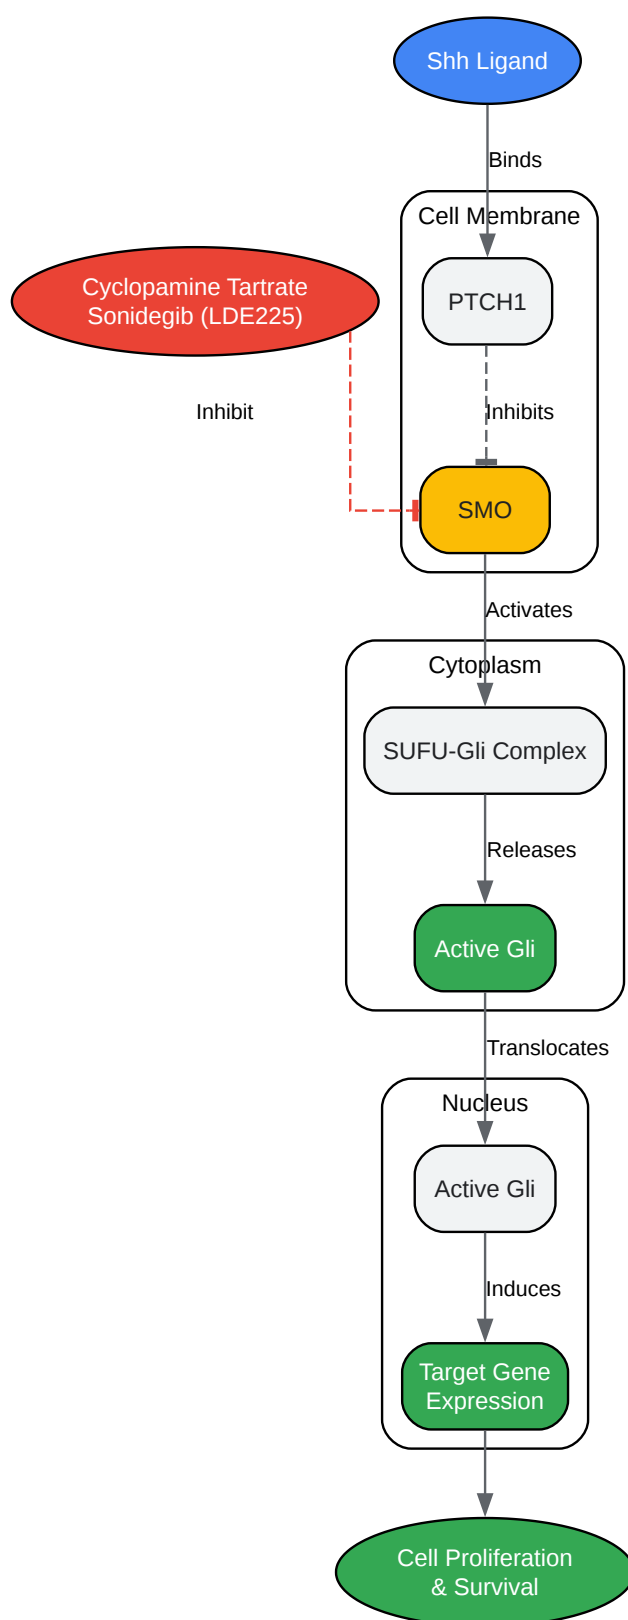 Shh Ligand
Binds
Cell Membrane
Cyclopamine Tartrate
Sonidegib (LDE225)
PTCH1
Inhibit
Inhibits
SMO
Activates
Cytoplasm
SUFU-Gli Complex
Releases
Active Gli
Translocates
Nucleus
Active Gli
Induces
Target Gene
Expression
Cell Proliferation
& Survival